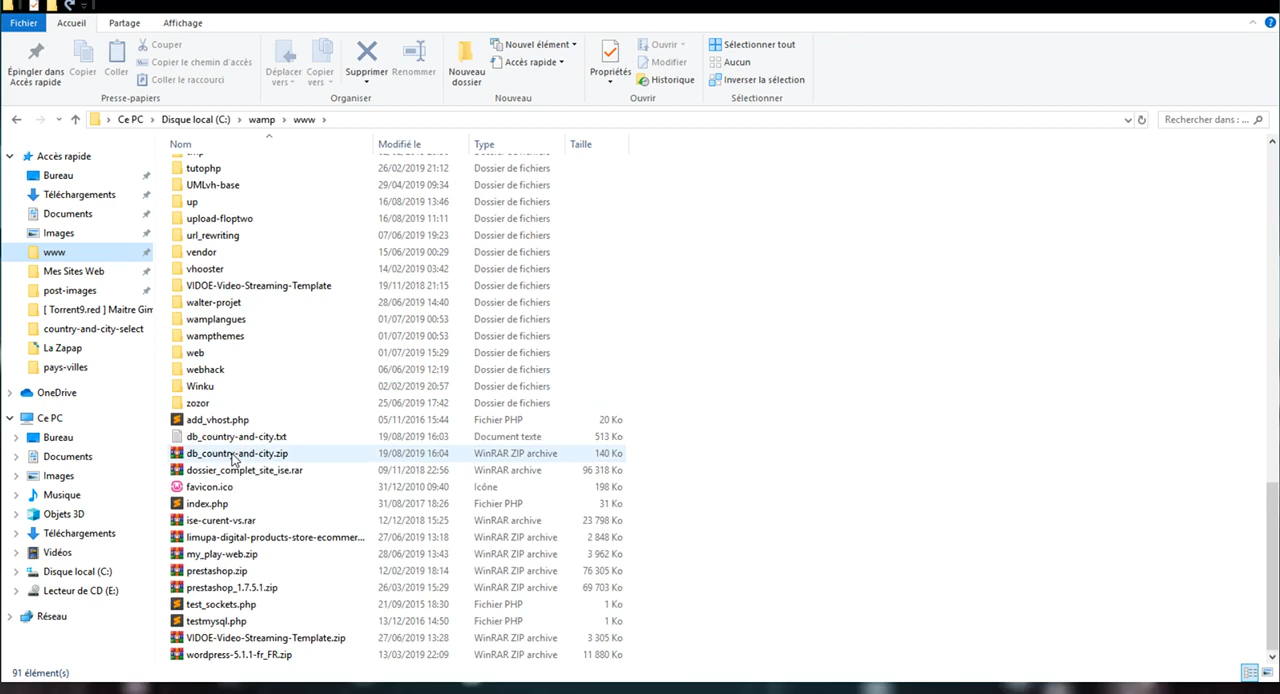 Fichier Accueil Partage Affichage
Épingler dans Accès rapide
Copier
Coller
Couper
Copier le chemin d'accès
Coller le raccourci
Presse-papiers
Déplacer vers
Copier vers
Supprimer
Renommer
Organiser
Nouveau dossier
Nouvel élément
Accès rapide
Nouveau
Propriétés
Ouvrir
Modifier
Historique
Ouvrir
Sélectionner tout
Aucun
Inverser la sélection
Sélectionner
Ce PC > Disque local (C:) > wamp > www >
Rechercher dans : ...
Accès rapide
Bureau
Téléchargements
Documents
Images
www
Mes Sites Web
post-images
[ Torrent9.red ] Maitre Gim
country-and-city-select
La Zapap
pays-villes
OneDrive
Ce PC
Bureau
Documents
Images
Musique
Objets 3D
Téléchargements
Vidéos
Disque local (C:)
Lecteur de CD (E:)
Réseau
Nom Modifié le Type Taille
tutophp 26/02/2019 21:12 Dossier de fichiers
UMLvh-base 29/04/2019 09:34 Dossier de fichiers
up 16/08/2019 13:46 Dossier de fichiers
upload-floptwo 16/08/2019 11:11 Dossier de fichiers
url_rewriting 07/06/2019 19:23 Dossier de fichiers
vendor 15/06/2019 00:29 Dossier de fichiers
vhooster 14/02/2019 03:42 Dossier de fichiers
VIDOE-Video-Streaming-Template 19/11/2018 21:15 Dossier de fichiers
walter-projet 28/06/2019 14:40 Dossier de fichiers
wamplangues 01/07/2019 00:53 Dossier de fichiers
wampthemes 01/07/2019 00:53 Dossier de fichiers
web 01/07/2019 15:29 Dossier de fichiers
webhack 06/06/2019 12:19 Dossier de fichiers
Winku 02/02/2019 20:57 Dossier de fichiers
zozor 25/06/2019 17:42 Dossier de fichiers
add_vhost.php 05/11/2016 15:44 Fichier PHP 20 Ko
db_country-and-city.txt 19/08/2019 16:03 Document texte 513 Ko
db_country-and-city.zip 19/08/2019 16:04 WinRAR ZIP archive 140 Ko
dossier_complet_site_ise.rar 09/11/2018 22:56 WinRAR archive 96 318 Ko
favicon.ico 31/12/2010 09:40 Icône 198 Ko
index.php 31/08/2017 18:26 Fichier PHP 31 Ko
ise-curent-vs.rar 12/12/2018 15:25 WinRAR archive 23 798 Ko
limupa-digital-products-store-ecommer... 27/06/2019 13:18 WinRAR ZIP archive 2 848 Ko
my_play-web.zip 28/06/2019 13:43 WinRAR ZIP archive 3 962 Ko
prestashop.zip 12/02/2019 18:14 WinRAR ZIP archive 76 305 Ko
prestashop_1.7.5.1.zip 26/03/2019 15:29 WinRAR ZIP archive 69 703 Ko
test_sockets.php 21/09/2015 18:30 Fichier PHP 1 Ko
testmysql.php 13/12/2016 14:50 Fichier PHP 1 Ko
VIDOE-Video-Streaming-Template.zip 27/06/2019 13:28 WinRAR ZIP archive 3 305 Ko
wordpress-5.1.1-fr_FR.zip 13/03/2019 22:09 WinRAR ZIP archive 11 880 Ko
91 élément(s)